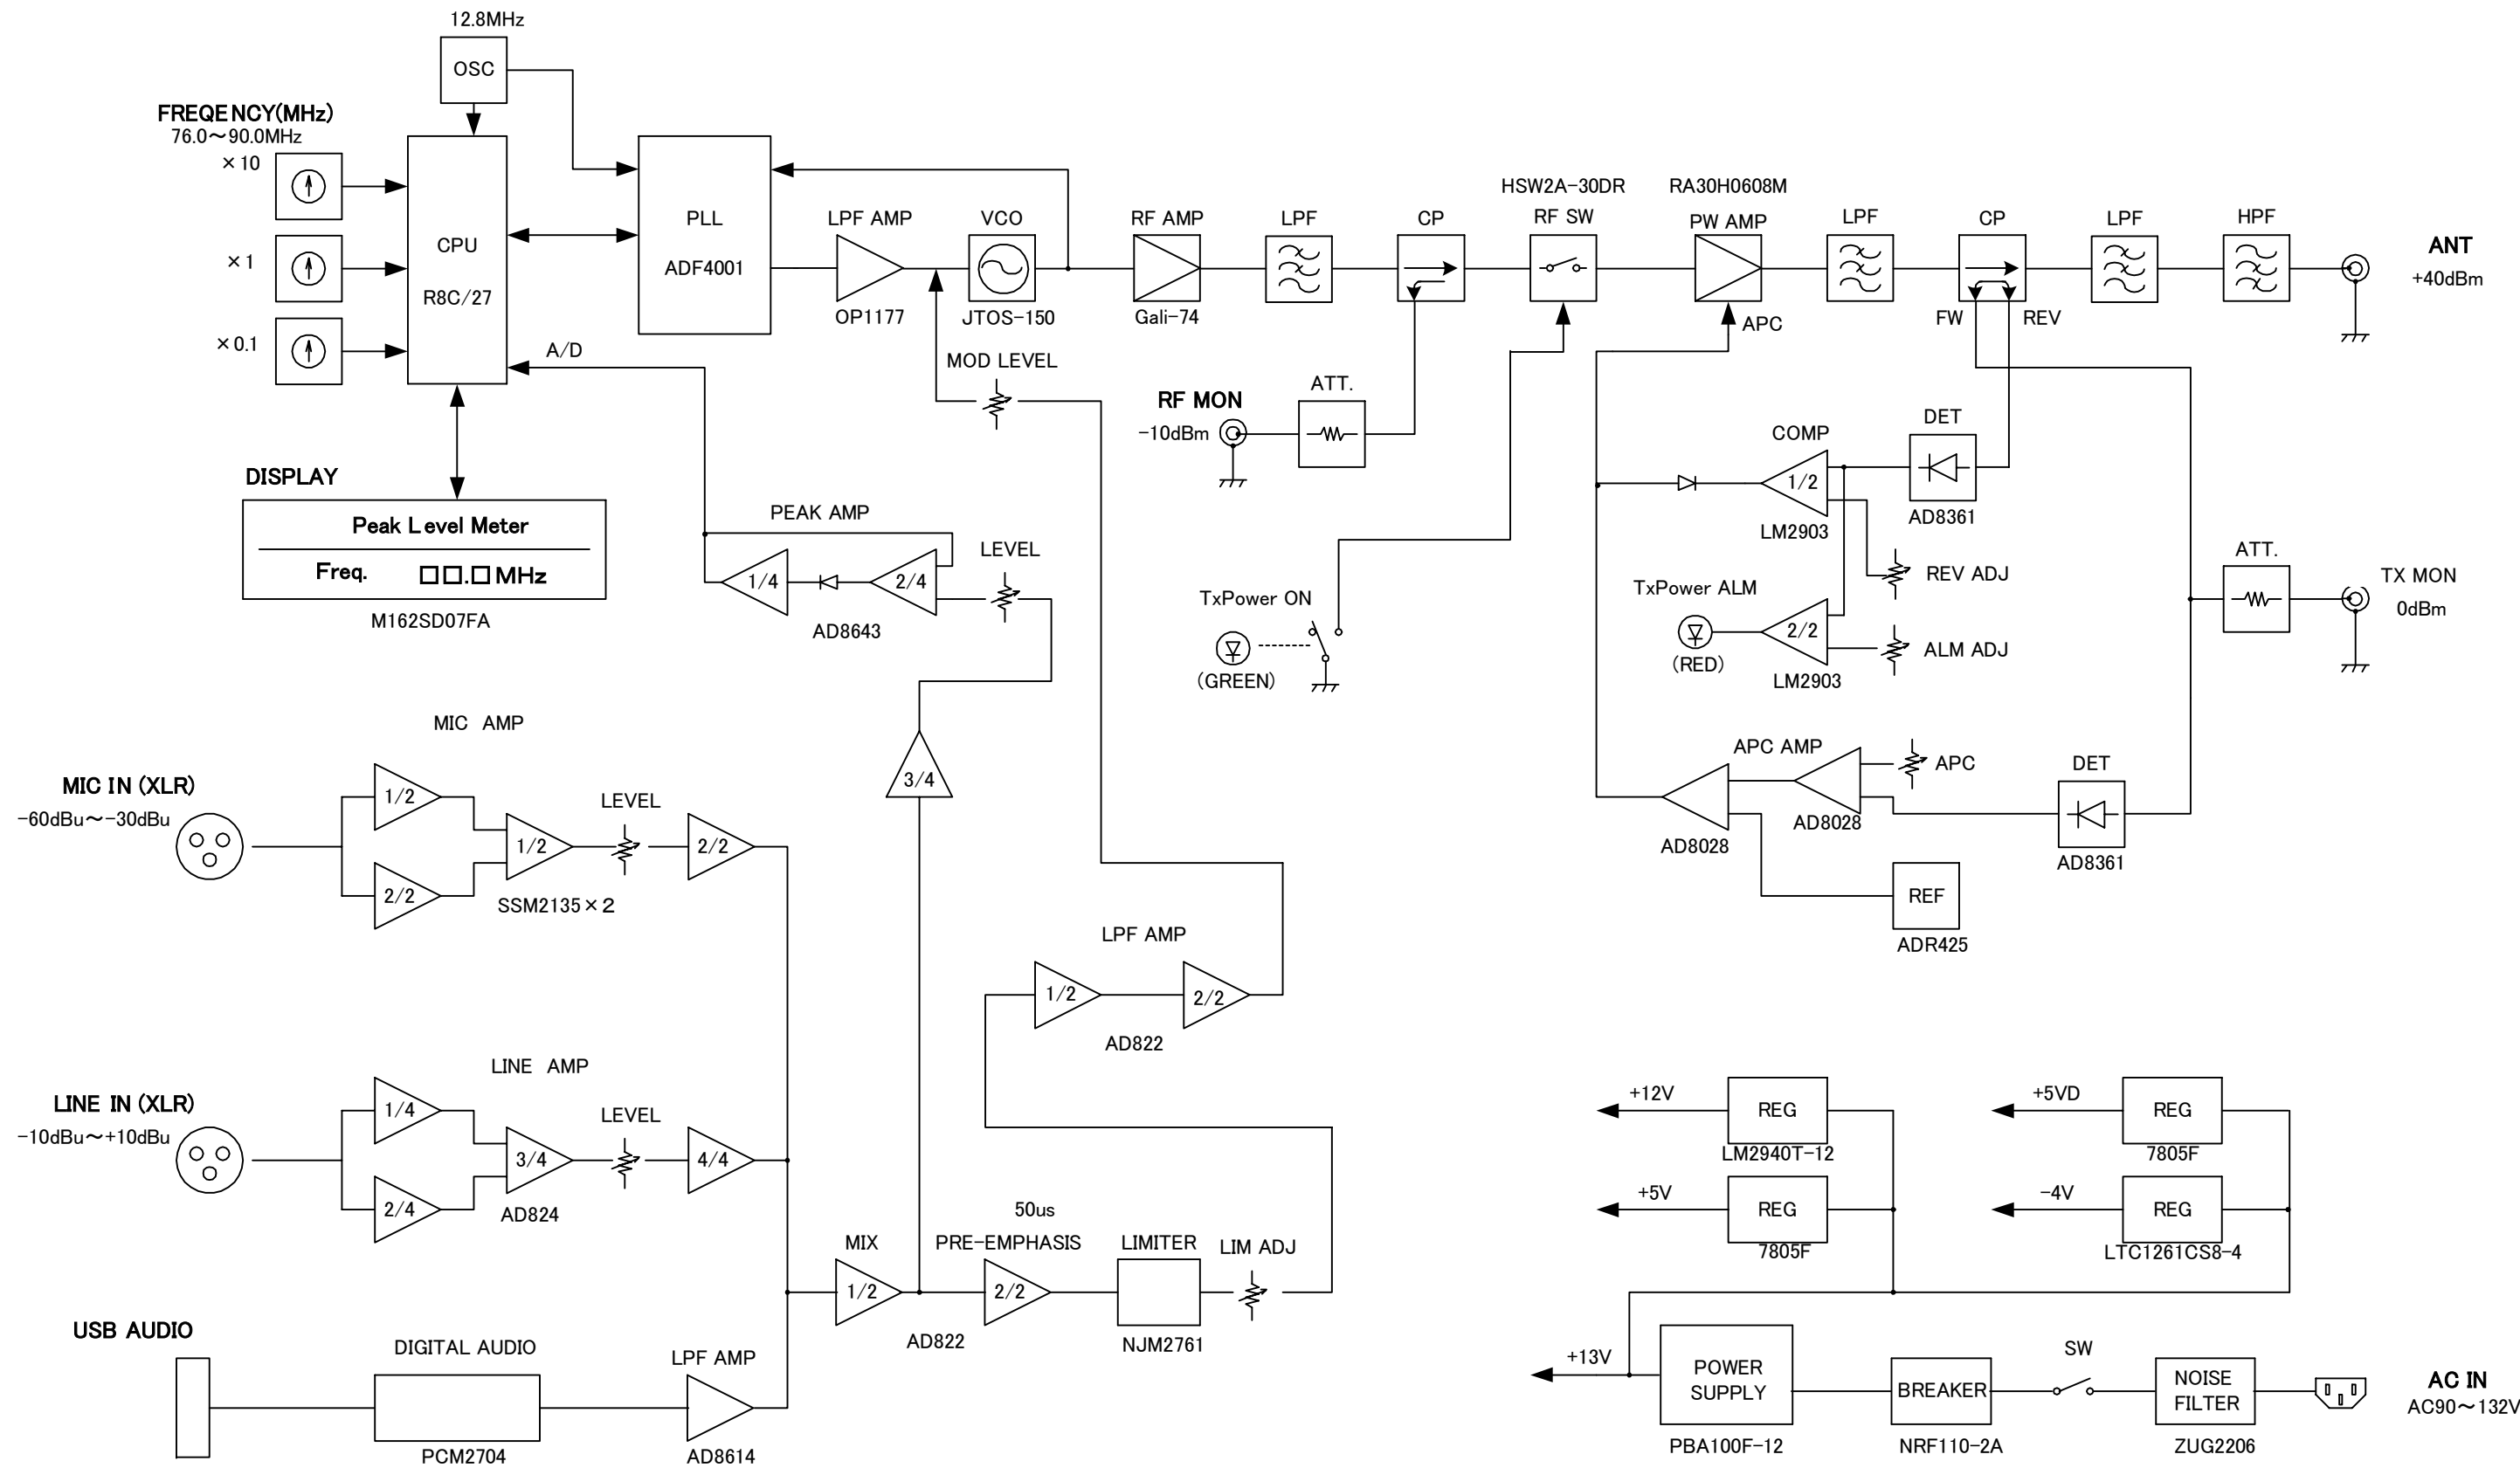 12.8MHz
OSC
FREQENCY(MHz)
76.0～90.0MHz
×10
×1
×0.1
CPU
R8C/27
PLL
ADF4001
LPF AMP
OP1177
VCO
JTOS-150
RF AMP
Gali-74
LPF
CP
HSW2A-30DR
RF SW
RA30H0608M
PW AMP
APC
LPF
CP
FW
REV
LPF
HPF
ANT
+40dBm
A/D
MOD LEVEL
RF MON
-10dBm
ATT.
DISPLAY
Peak Level Meter
Freq. □□.□MHz
M162SD07FA
PEAK AMP
1/4
2/4
AD8643
LEVEL
COMP
1/2
LM2903
DET
AD8361
REV ADJ
TxPower ON
(GREEN)
TxPower ALM
(RED)
2/2
LM2903
ALM ADJ
ATT.
TX MON
0dBm
MIC AMP
MIC IN (XLR)
-60dBu～-30dBu
1/2
2/2
1/2
SSM2135×2
LEVEL
2/2
3/4
APC AMP
AD8028
AD8028
APC
DET
AD8361
REF
ADR425
LPF AMP
1/2
2/2
AD822
LINE AMP
LINE IN (XLR)
-10dBu～+10dBu
1/4
2/4
3/4
AD824
LEVEL
4/4
MIX
1/2
AD822
50us
PRE-EMPHASIS
2/2
LIMITER
NJM2761
LIM ADJ
+12V
REG
LM2940T-12
+5VD
REG
7805F
+5V
REG
7805F
-4V
REG
LTC1261CS8-4
USB AUDIO
DIGITAL AUDIO
PCM2704
LPF AMP
AD8614
+13V
POWER
SUPPLY
PBA100F-12
BREAKER
NRF110-2A
SW
NOISE
FILTER
ZUG2206
AC IN
AC90～132V